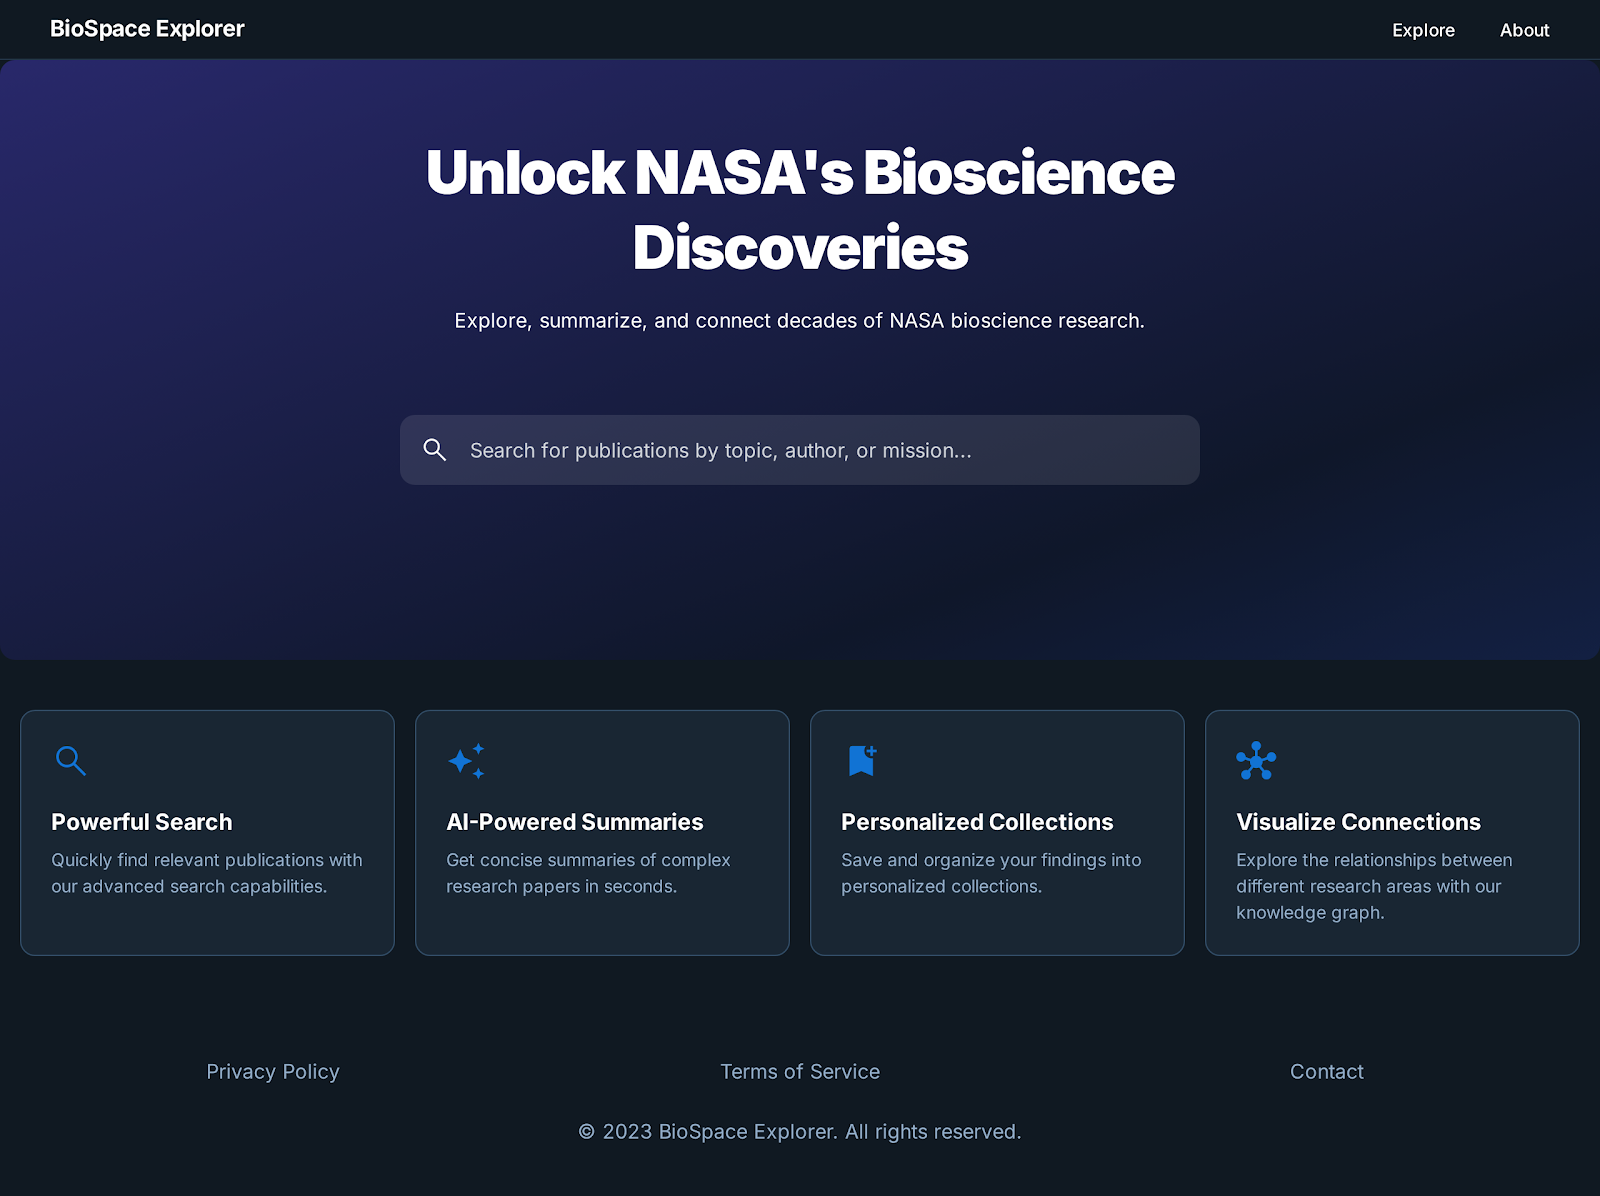 BioSpace Explorer
Explore
About
Unlock NASA's Bioscience
Discoveries
Explore, summarize, and connect decades of NASA bioscience research.
Search for publications by topic, author, or mission...
Powerful Search
Quickly find relevant publications with
our advanced search capabilities.
AI-Powered Summaries
Get concise summaries of complex
research papers in seconds.
Personalized Collections
Save and organize your findings into
personalized collections.
Visualize Connections
Explore the relationships between
different research areas with our
knowledge graph.
Privacy Policy
Terms of Service
Contact
© 2023 BioSpace Explorer. All rights reserved.